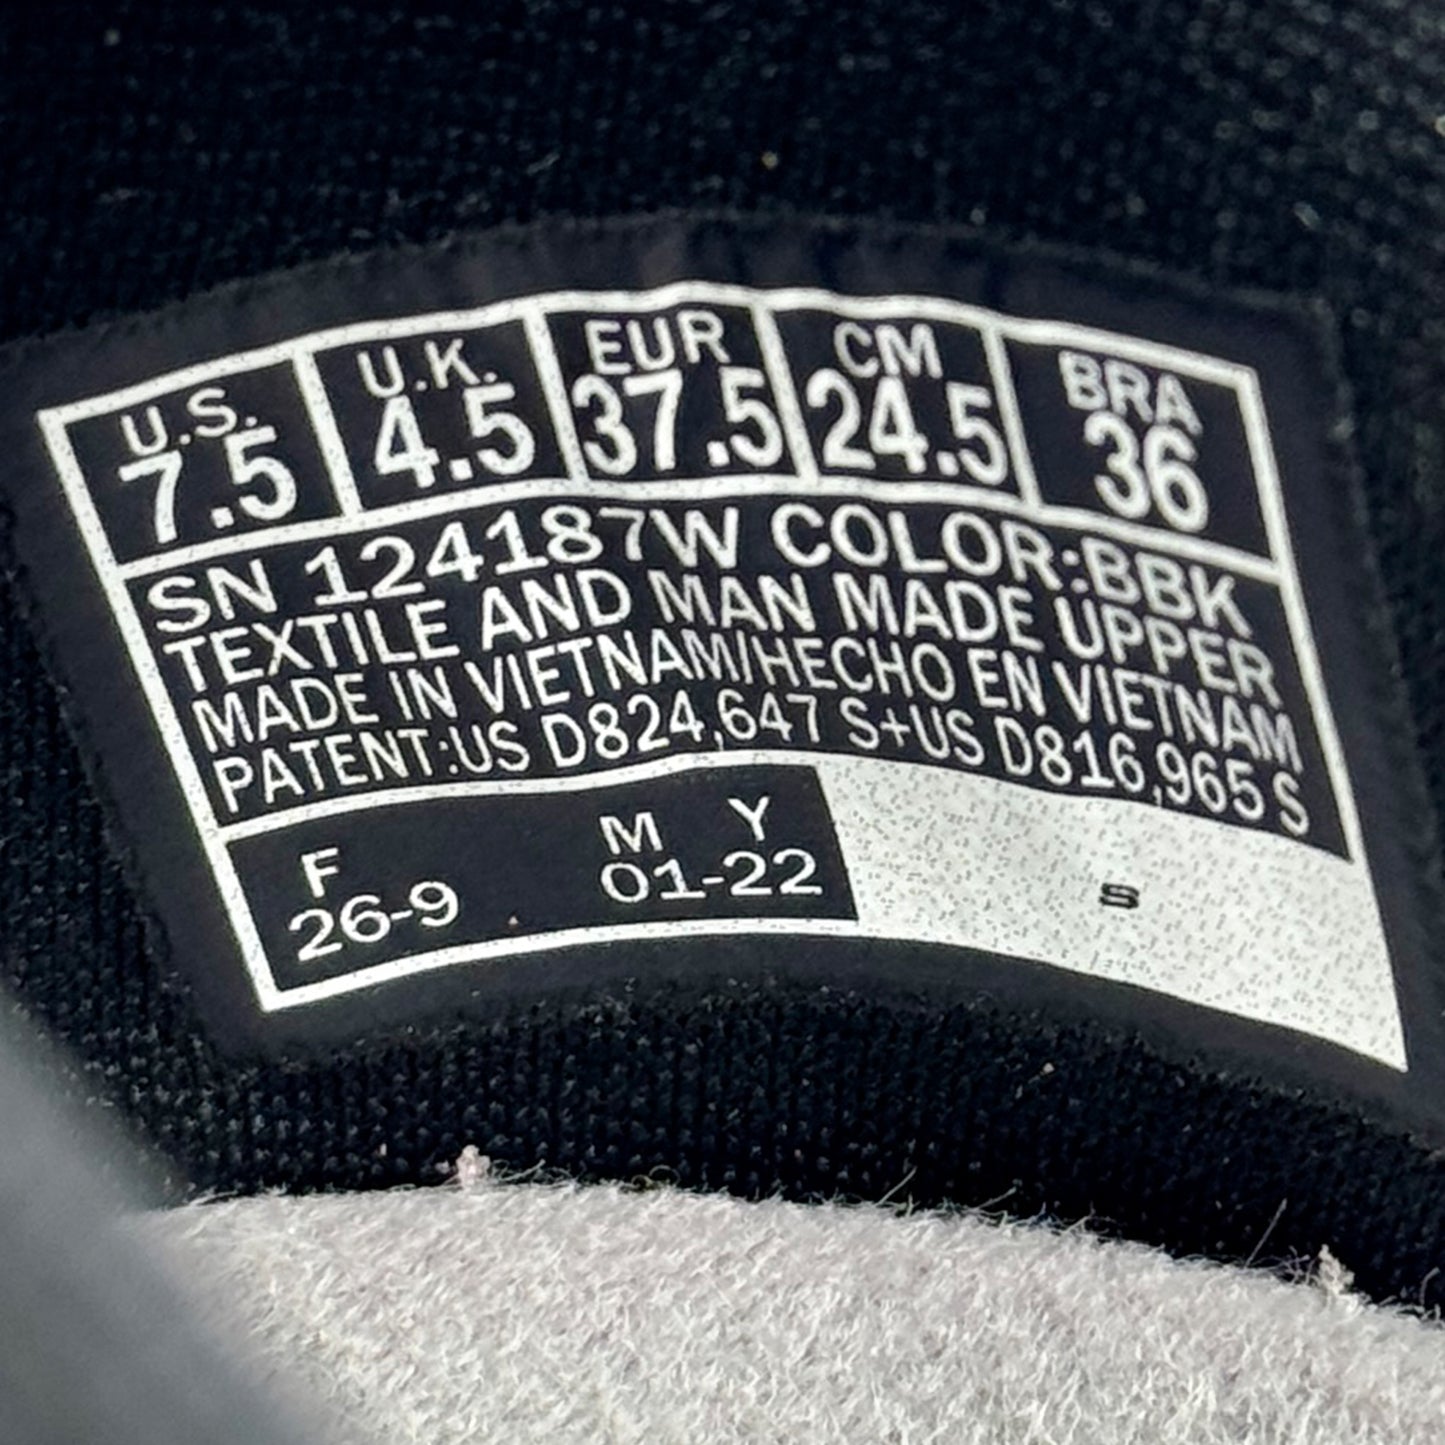 U.S. U.K. EUR CM BRA
7.5 4.5 37.5 24.5 36
SN 124187W COLOR:BBK
TEXTILE AND MAN MADE UPPER
MADE IN VIETNAM/HECHO EN VIETNAM
PATENT:US D824,647 S+US D816,965 S
F M Y
26-9 01-22
S